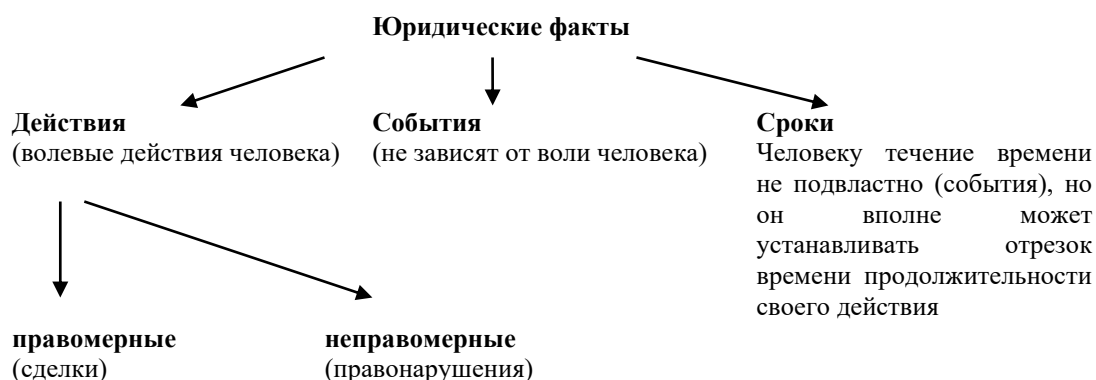 Юридические факты
Действия
(волевые действия человека)
События
(не зависят от воли человека)
Сроки
Человеку течение времени
не подвластно (события), но
он вполне может
устанавливать отрезок
времени продолжительности
своего действия
правомерные
(сделки)
неправомерные
(правонарушения)